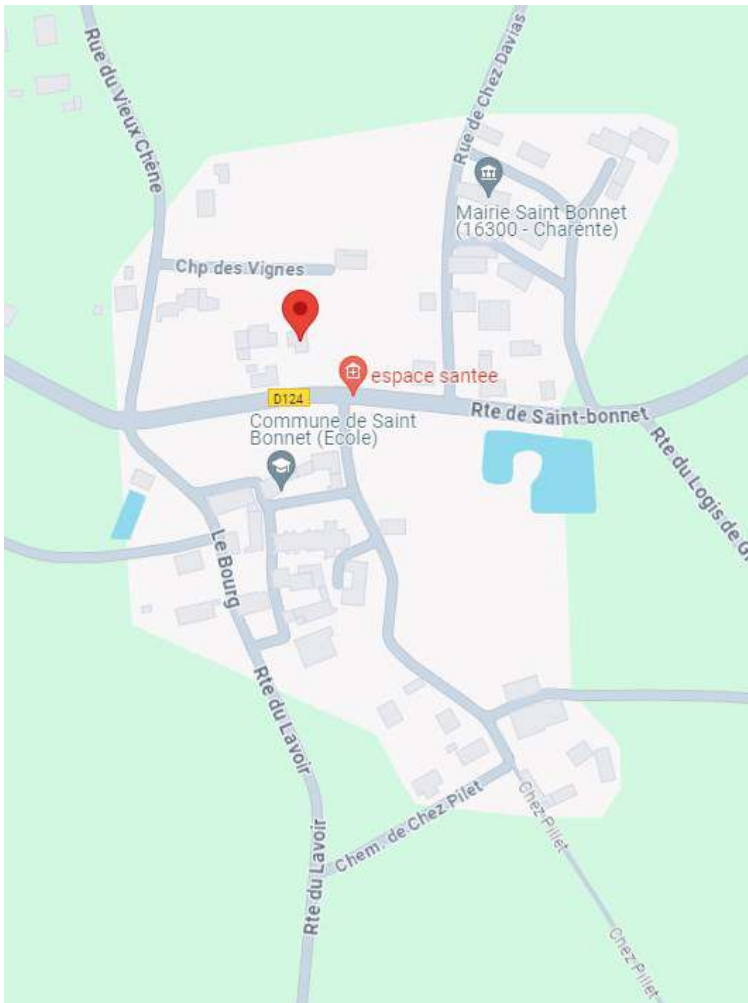 Rue du Vieux Chêne
Rue de Chez Davias
Mairie Saint Bonnet
(16300 - Charente)
Chp des Vignes
espace santee
D124
Rte de Saint-bonnet
Commune de Saint
Bonnet (Ecole)
Rte du Logis de
Le Bourg
Rte du Lavoir
Chez Pillet
Chem. de Chez Pilet
Rte du Lavoir
Chez Pillet